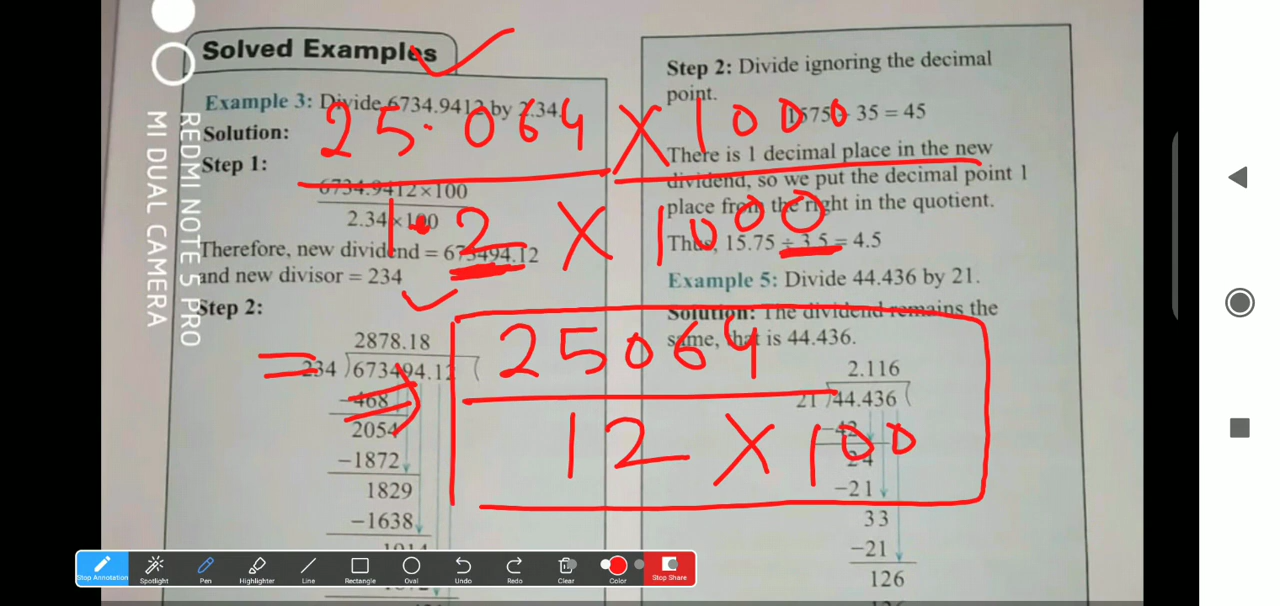 Solved Examples
Example 3: Divide 6734.9412 by 2.34.
Solution:
Step 1:
6734.9412 × 100
2.34 × 100
Therefore, new dividend = 673494.12
and new divisor = 234
Step 2:
2878.18
234 )673494.12
−468
2054
−1872
1829
−1638
Step 2: Divide ignoring the decimal
point.
1575 ÷ 35 = 45
There is 1 decimal place in the new
dividend, so we put the decimal point 1
place from the right in the quotient.
Thus, 15.75 ÷ 3.5 = 4.5
Example 5: Divide 44.436 by 21.
Solution: The dividend remains the
same, that is 44.436.
2.116
21 )44.436
−42
24
−21
33
−21
126
25.064 × 1000
1.2 × 1000
= 25064
12 × 100
REDMI NOTE 5 PRO
MI DUAL CAMERA
Stop Annotation Spotlight Pen Highlighter Line Rectangle Oval Undo Redo Clear Color Stop Share